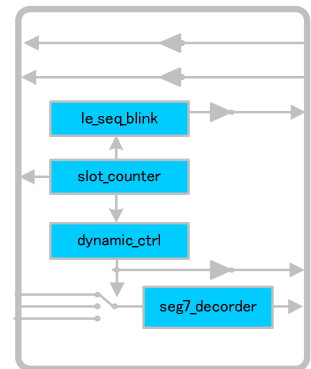 le_seq_blink
slot_counter
dynamic_ctrl
seg7_decorder